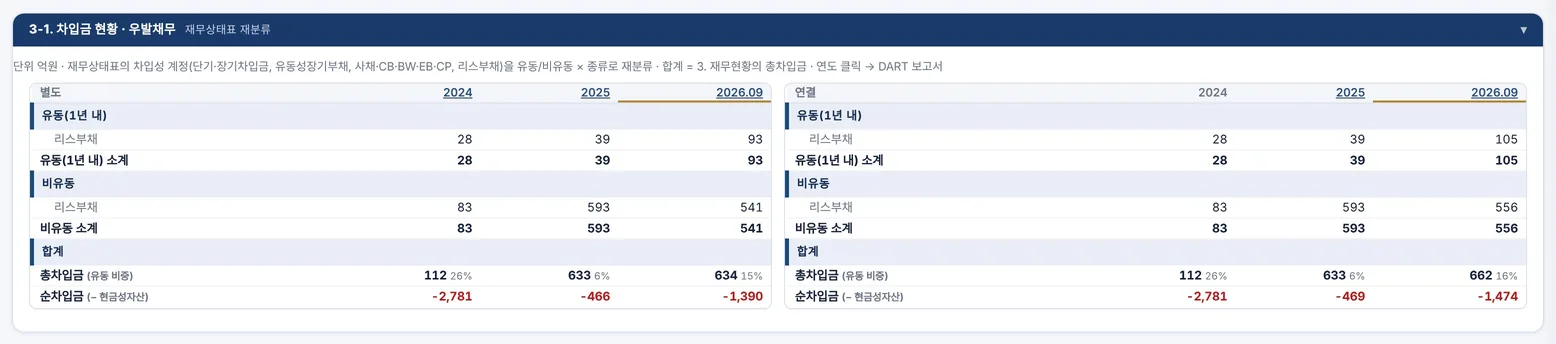 3-1. 차입금 현황 · 우발채무 재무상태표 재분류 ▼
단위 억원 · 재무상태표의 차입성 계정(단기·장기차입금, 유동성장기부채, 사채·CB·BW·EB·CP, 리스부채)을 유동/비유동 × 종류로 재분류 · 합계 = 3. 재무현황의 총차입금 · 연도 클릭 → DART 보고서
별도 2024 2025 2026.09
유동(1년 내)
리스부채 28 39 93
유동(1년 내) 소계 28 39 93
비유동
리스부채 83 593 541
비유동 소계 83 593 541
합계
총차입금 (유동 비중) 112 26% 633 6% 634 15%
순차입금 (− 현금성자산) -2,781 -466 -1,390
연결 2024 2025 2026.09
유동(1년 내)
리스부채 28 39 105
유동(1년 내) 소계 28 39 105
비유동
리스부채 83 593 556
비유동 소계 83 593 556
합계
총차입금 (유동 비중) 112 26% 633 6% 662 16%
순차입금 (− 현금성자산) -2,781 -469 -1,474